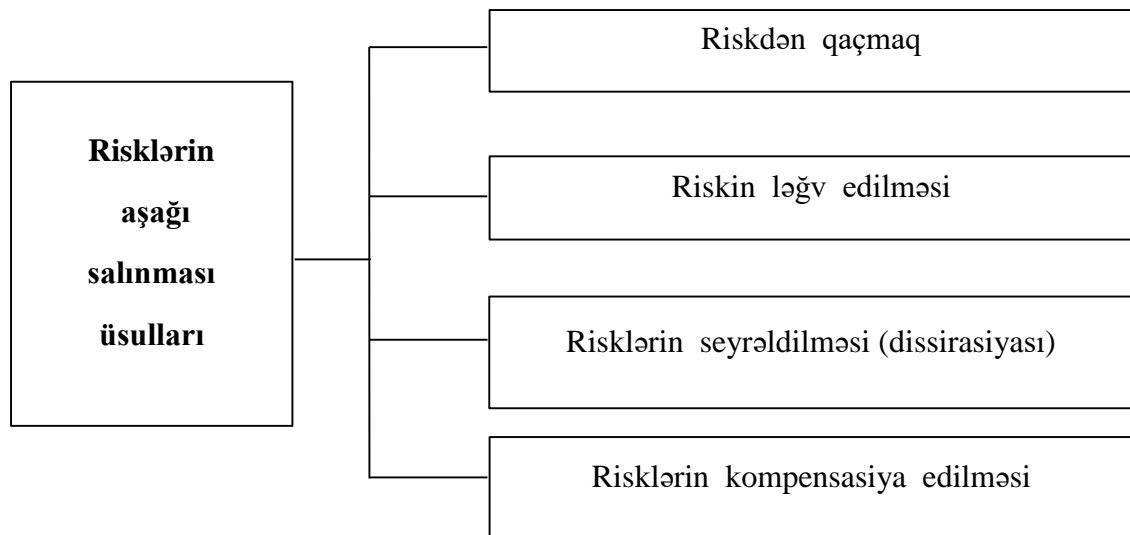 Risklərin
aşağı
salınması
üsulları
Riskdən qaçmaq
Riskin ləğv edilməsi
Risklərin seyrəldilməsi (dissirasiyası)
Risklərin kompensasiya edilməsi